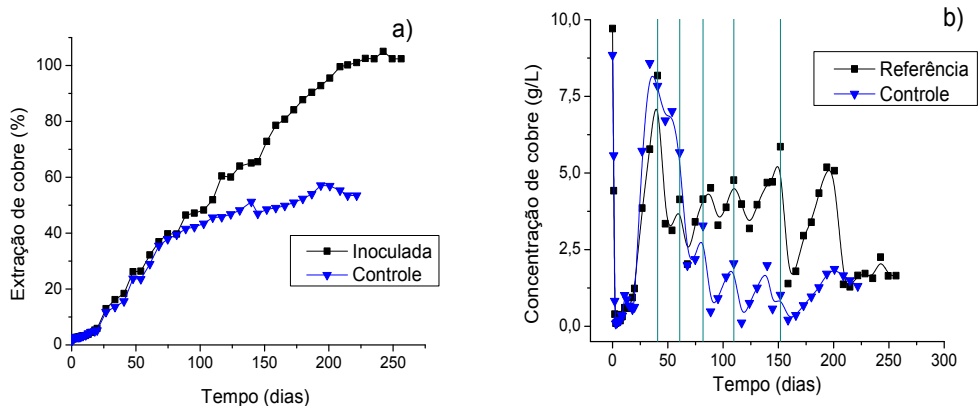 a)
Extração de cobre (%)
100
80
60
40
20
0
Inoculada
Controle
0 50 100 150 200 250
Tempo (dias)
b)
Concentração de cobre (g/L)
10,0
7,5
5,0
2,5
0,0
Referência
Controle
0 50 100 150 200 250 300
Tempo (dias)